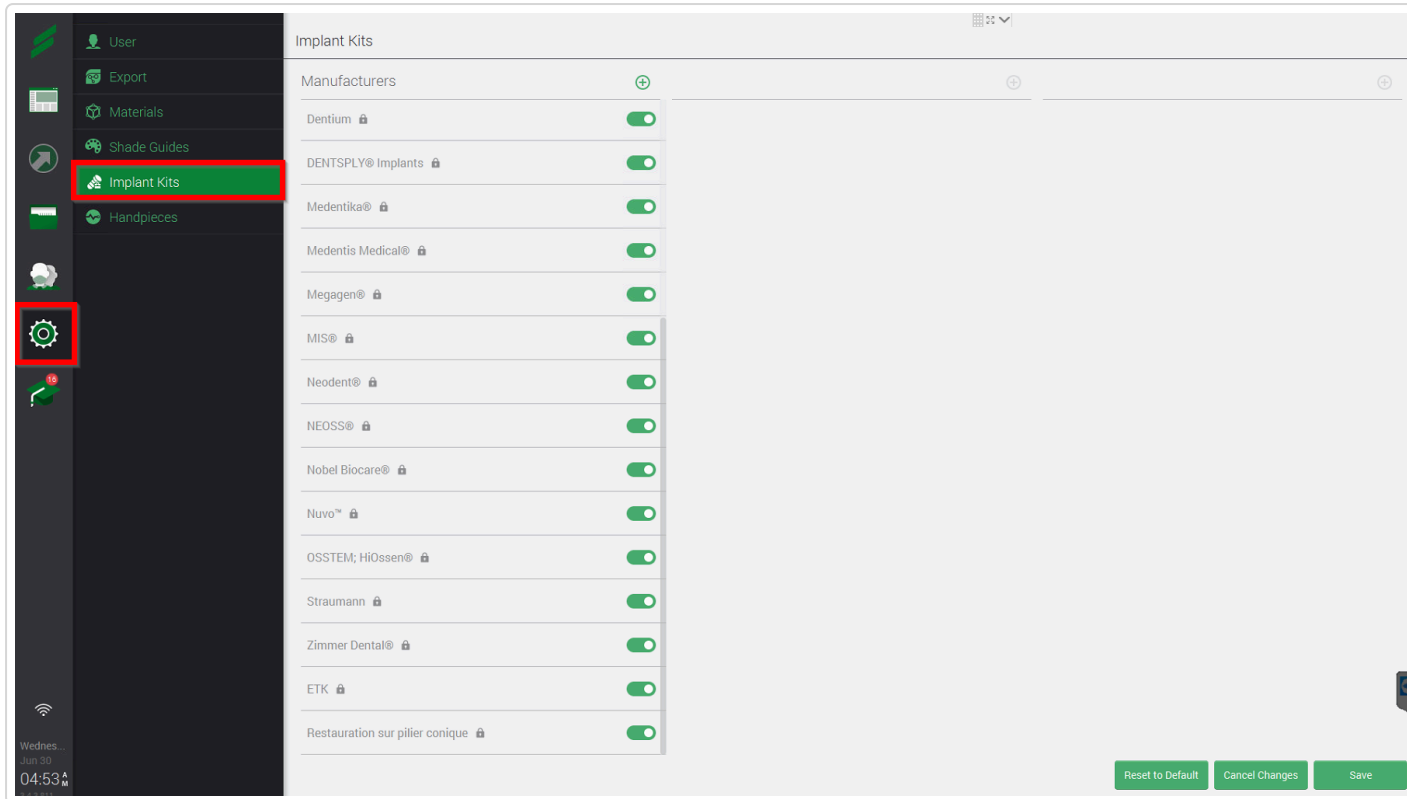 User
Export
Materials
Shade Guides
Implant Kits
Handpieces
16
Wednes...
Jun 30
04:53 AM
Implant Kits
Manufacturers
Dentium
DENTSPLY® Implants
Medentika®
Medentis Medical®
Megagen®
MIS®
Neodent®
NEOSS®
Nobel Biocare®
Nuvo™
OSSTEM; HiOssen®
Straumann
Zimmer Dental®
ETK
Restauration sur pilier conique
Reset to Default Cancel Changes Save